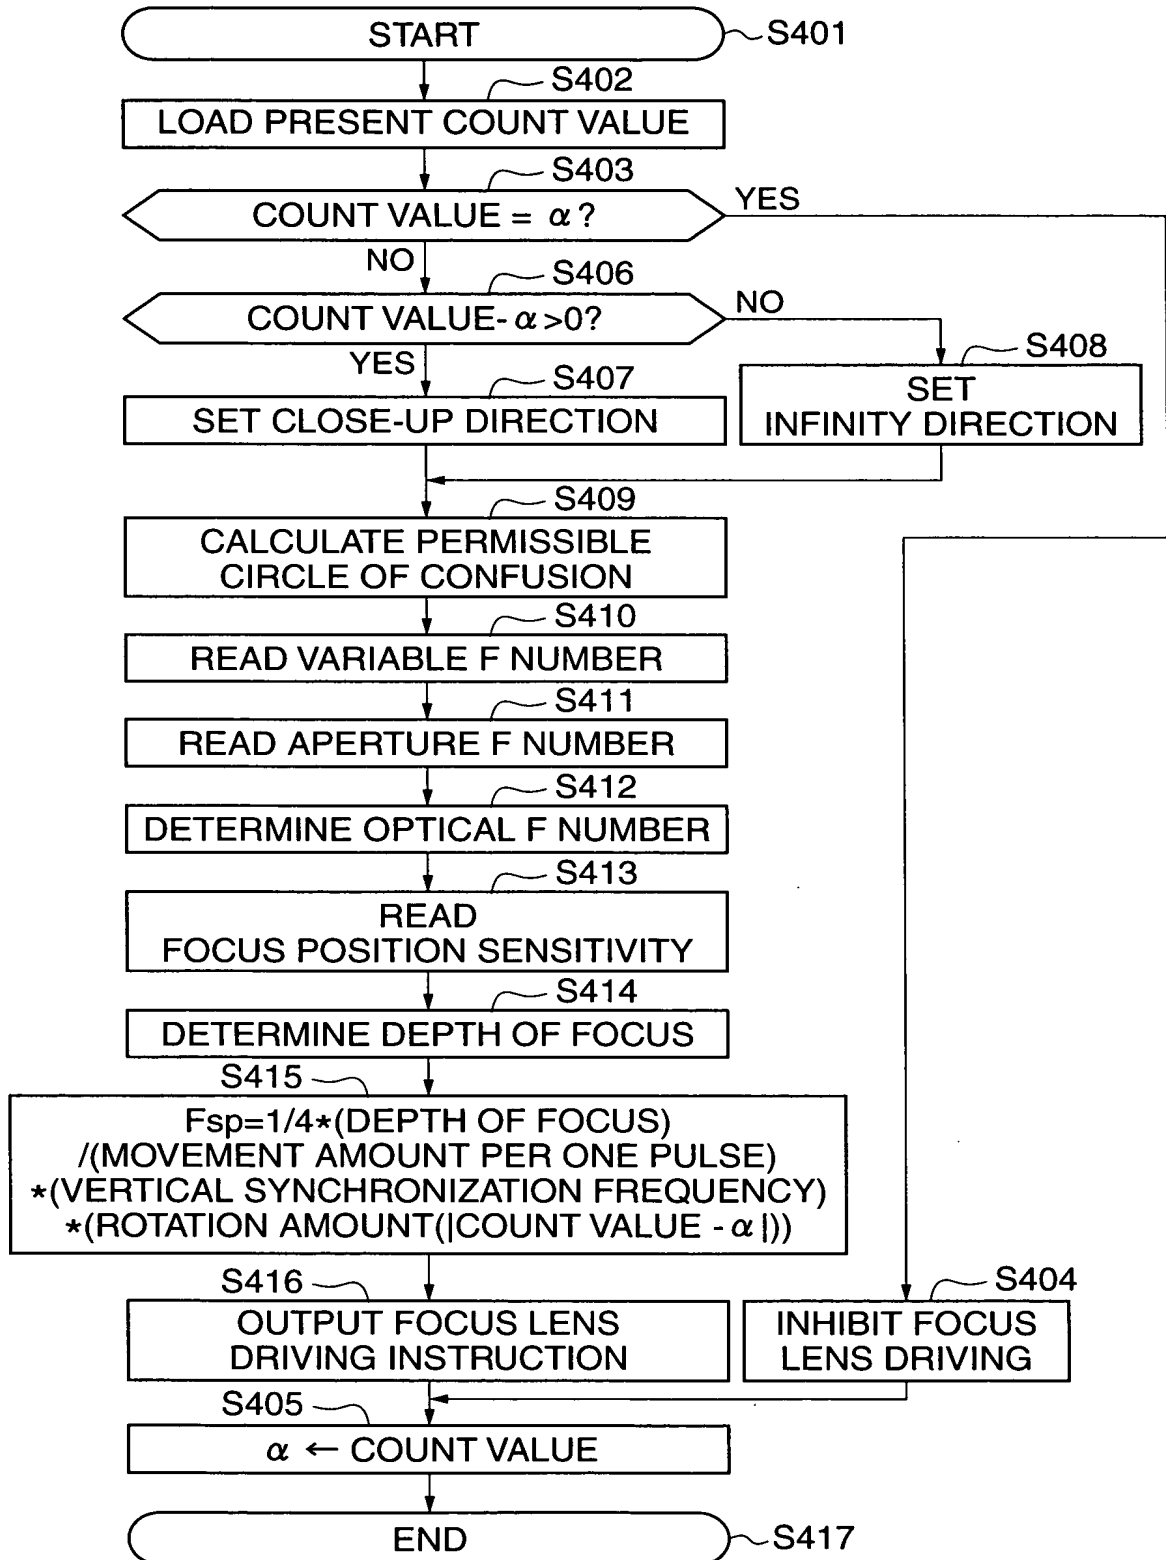 START
S401
S402
LOAD PRESENT COUNT VALUE
S403
COUNT VALUE = α?
YES
NO
S406
COUNT VALUE-α>0?
NO
YES
S408
SET
INFINITY DIRECTION
S407
SET CLOSE-UP DIRECTION
S409
CALCULATE PERMISSIBLE
CIRCLE OF CONFUSION
S410
READ VARIABLE F NUMBER
S411
READ APERTURE F NUMBER
S412
DETERMINE OPTICAL F NUMBER
S413
READ
FOCUS POSITION SENSITIVITY
S414
DETERMINE DEPTH OF FOCUS
S415
Fsp=1/4*(DEPTH OF FOCUS)
/(MOVEMENT AMOUNT PER ONE PULSE)
*(VERTICAL SYNCHRONIZATION FREQUENCY)
*(ROTATION AMOUNT(|COUNT VALUE-α|))
S416
OUTPUT FOCUS LENS
DRIVING INSTRUCTION
S404
INHIBIT FOCUS
LENS DRIVING
S405
α ← COUNT VALUE
END
S417